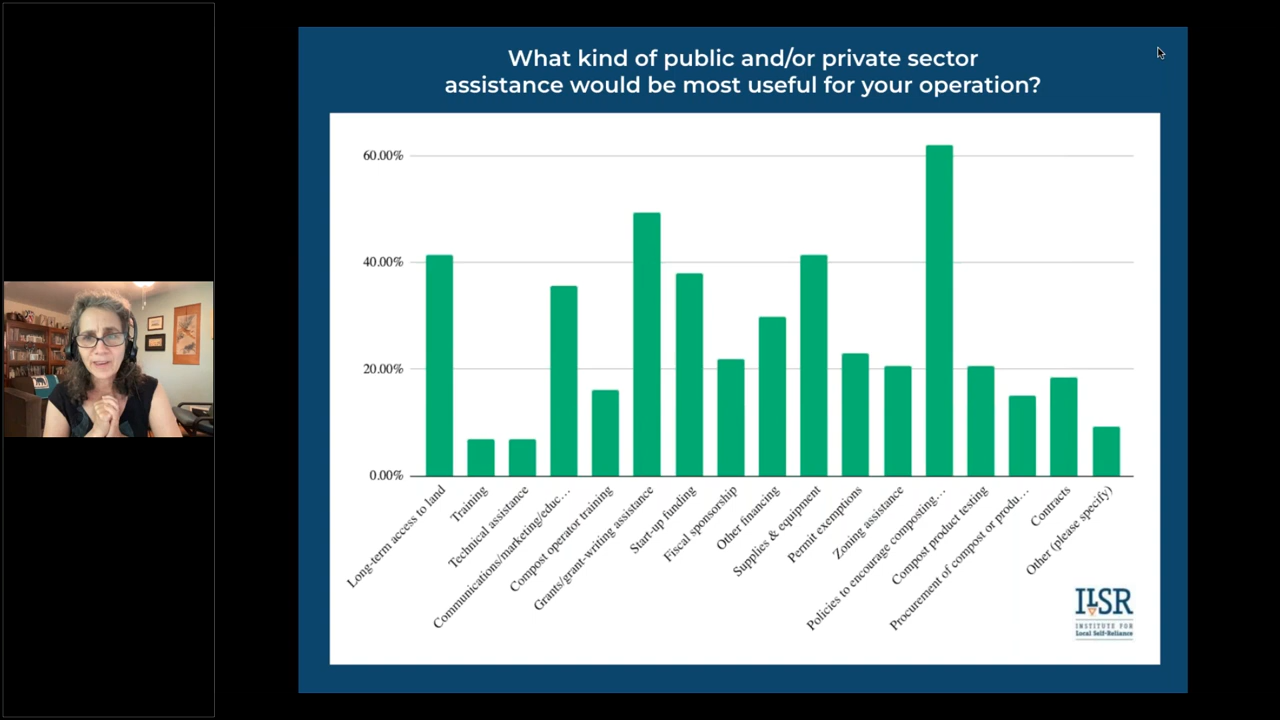 What kind of public and/or private sector
assistance would be most useful for your operation?
60.00%
40.00%
20.00%
0.00%
Long-term access to land
Training
Technical assistance
Communications/marketing/educ...
Compost operator training
Grants/grant-writing assistance
Start-up funding
Fiscal sponsorship
Other financing
Supplies & equipment
Permit exemptions
Zoning assistance
Policies to encourage composting...
Compost product testing
Procurement of compost or produ...
Contracts
Other (please specify)
ILSR
INSTITUTE FOR
Local Self-Reliance